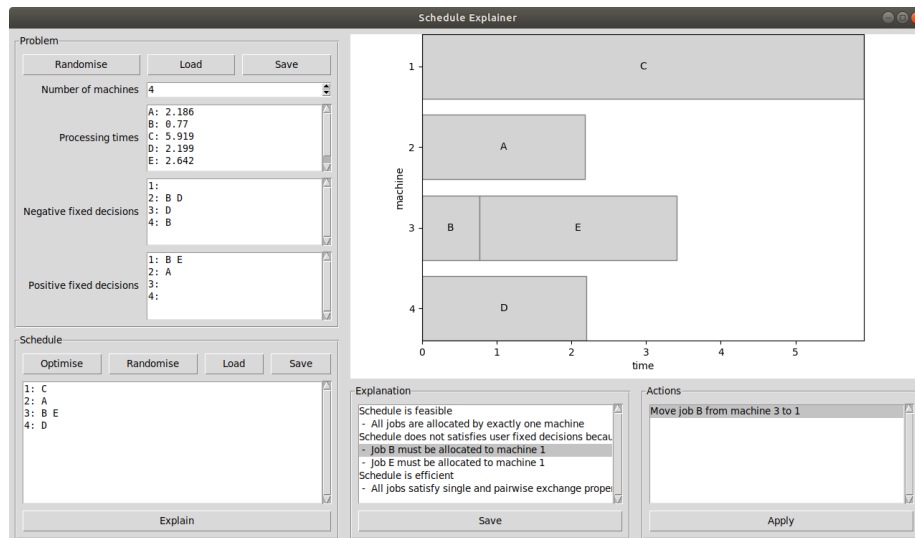 Schedule Explainer
Problem
Randomise Load Save
Number of machines 4
Processing times
A: 2.186
B: 0.77
C: 5.919
D: 2.199
E: 2.642
Negative fixed decisions
1:
2: B D
3: D
4: B
Positive fixed decisions
1: B E
2: A
3:
4:
Schedule
Optimise Randomise Load Save
1: C
2: A
3: B E
4: D
Explain
machine
1 C
2 A
3 B E
4 D
0 1 2 3 4 5
time
Explanation
Schedule is feasible
- All jobs are allocated by exactly one machine
Schedule does not satisfies user fixed decisions becau
- Job B must be allocated to machine 1
- Job E must be allocated to machine 1
Schedule is efficient
- All jobs satisfy single and pairwise exchange proper
Save
Actions
Move job B from machine 3 to 1
Apply